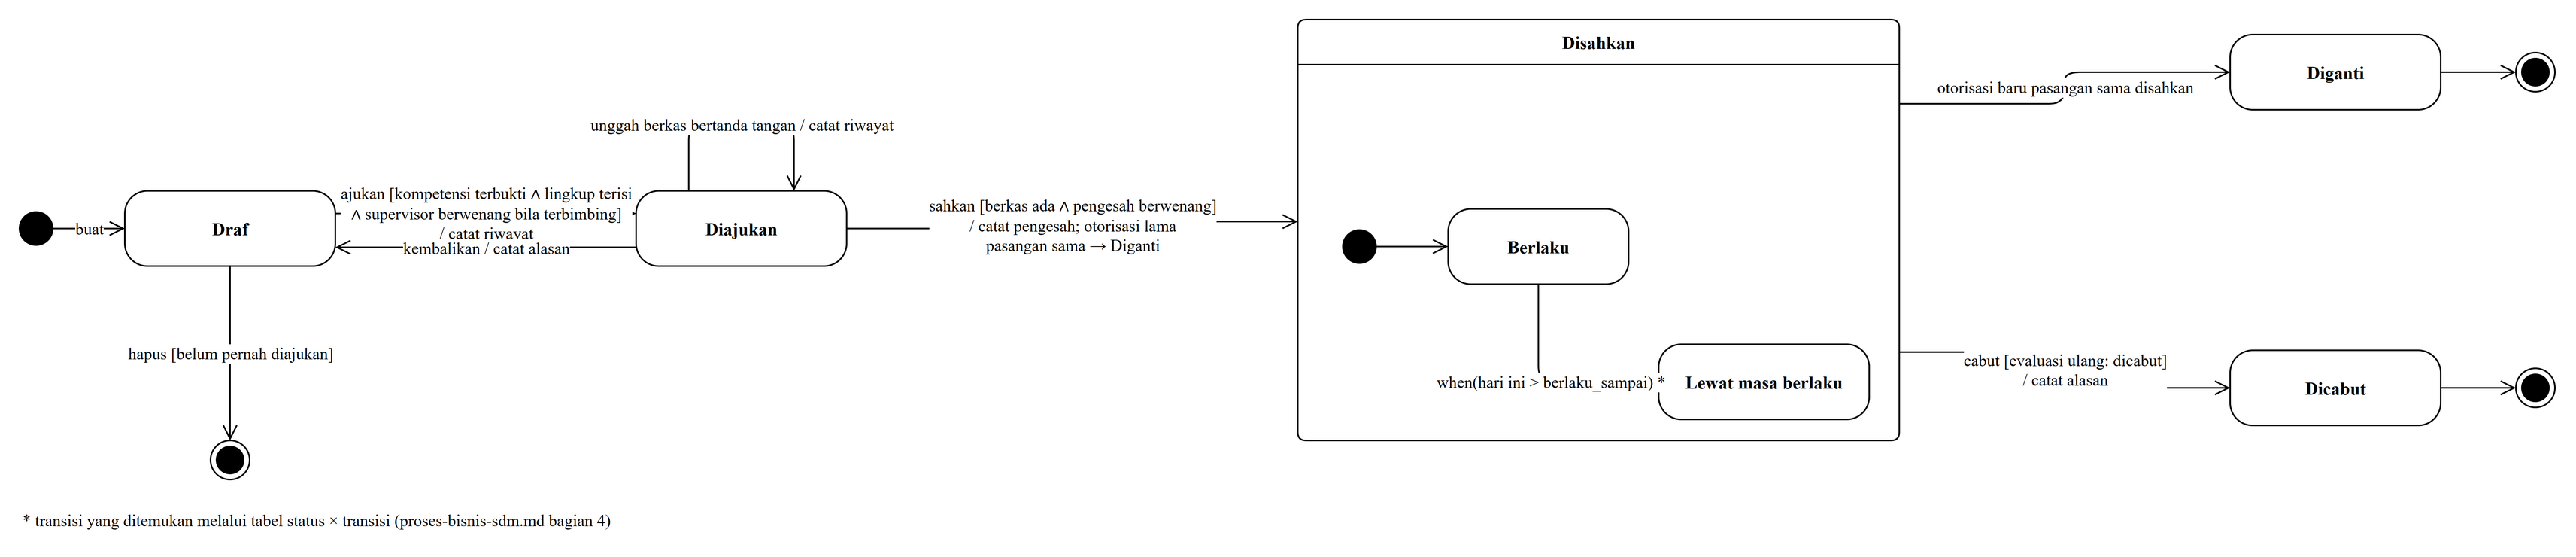 Disahkan
Diganti
otorisasi baru pasangan sama disahkan
unggah berkas bertanda tangan / catat riwayat
ajukan [kompetensi terbukti ∧ lingkup terisi
∧ supervisor berwenang bila terbimbing]
/ catat riwayat
kembalikan / catat alasan
buat
Draf
Diajukan
sahkan [berkas ada ∧ pengesah berwenang]
/ catat pengesah; otorisasi lama
pasangan sama → Diganti
Berlaku
hapus [belum pernah diajukan]
when(hari ini > berlaku_sampai) *
Lewat masa berlaku
cabut [evaluasi ulang: dicabut]
/ catat alasan
Dicabut
* transisi yang ditemukan melalui tabel status × transisi (proses-bisnis-sdm.md bagian 4)